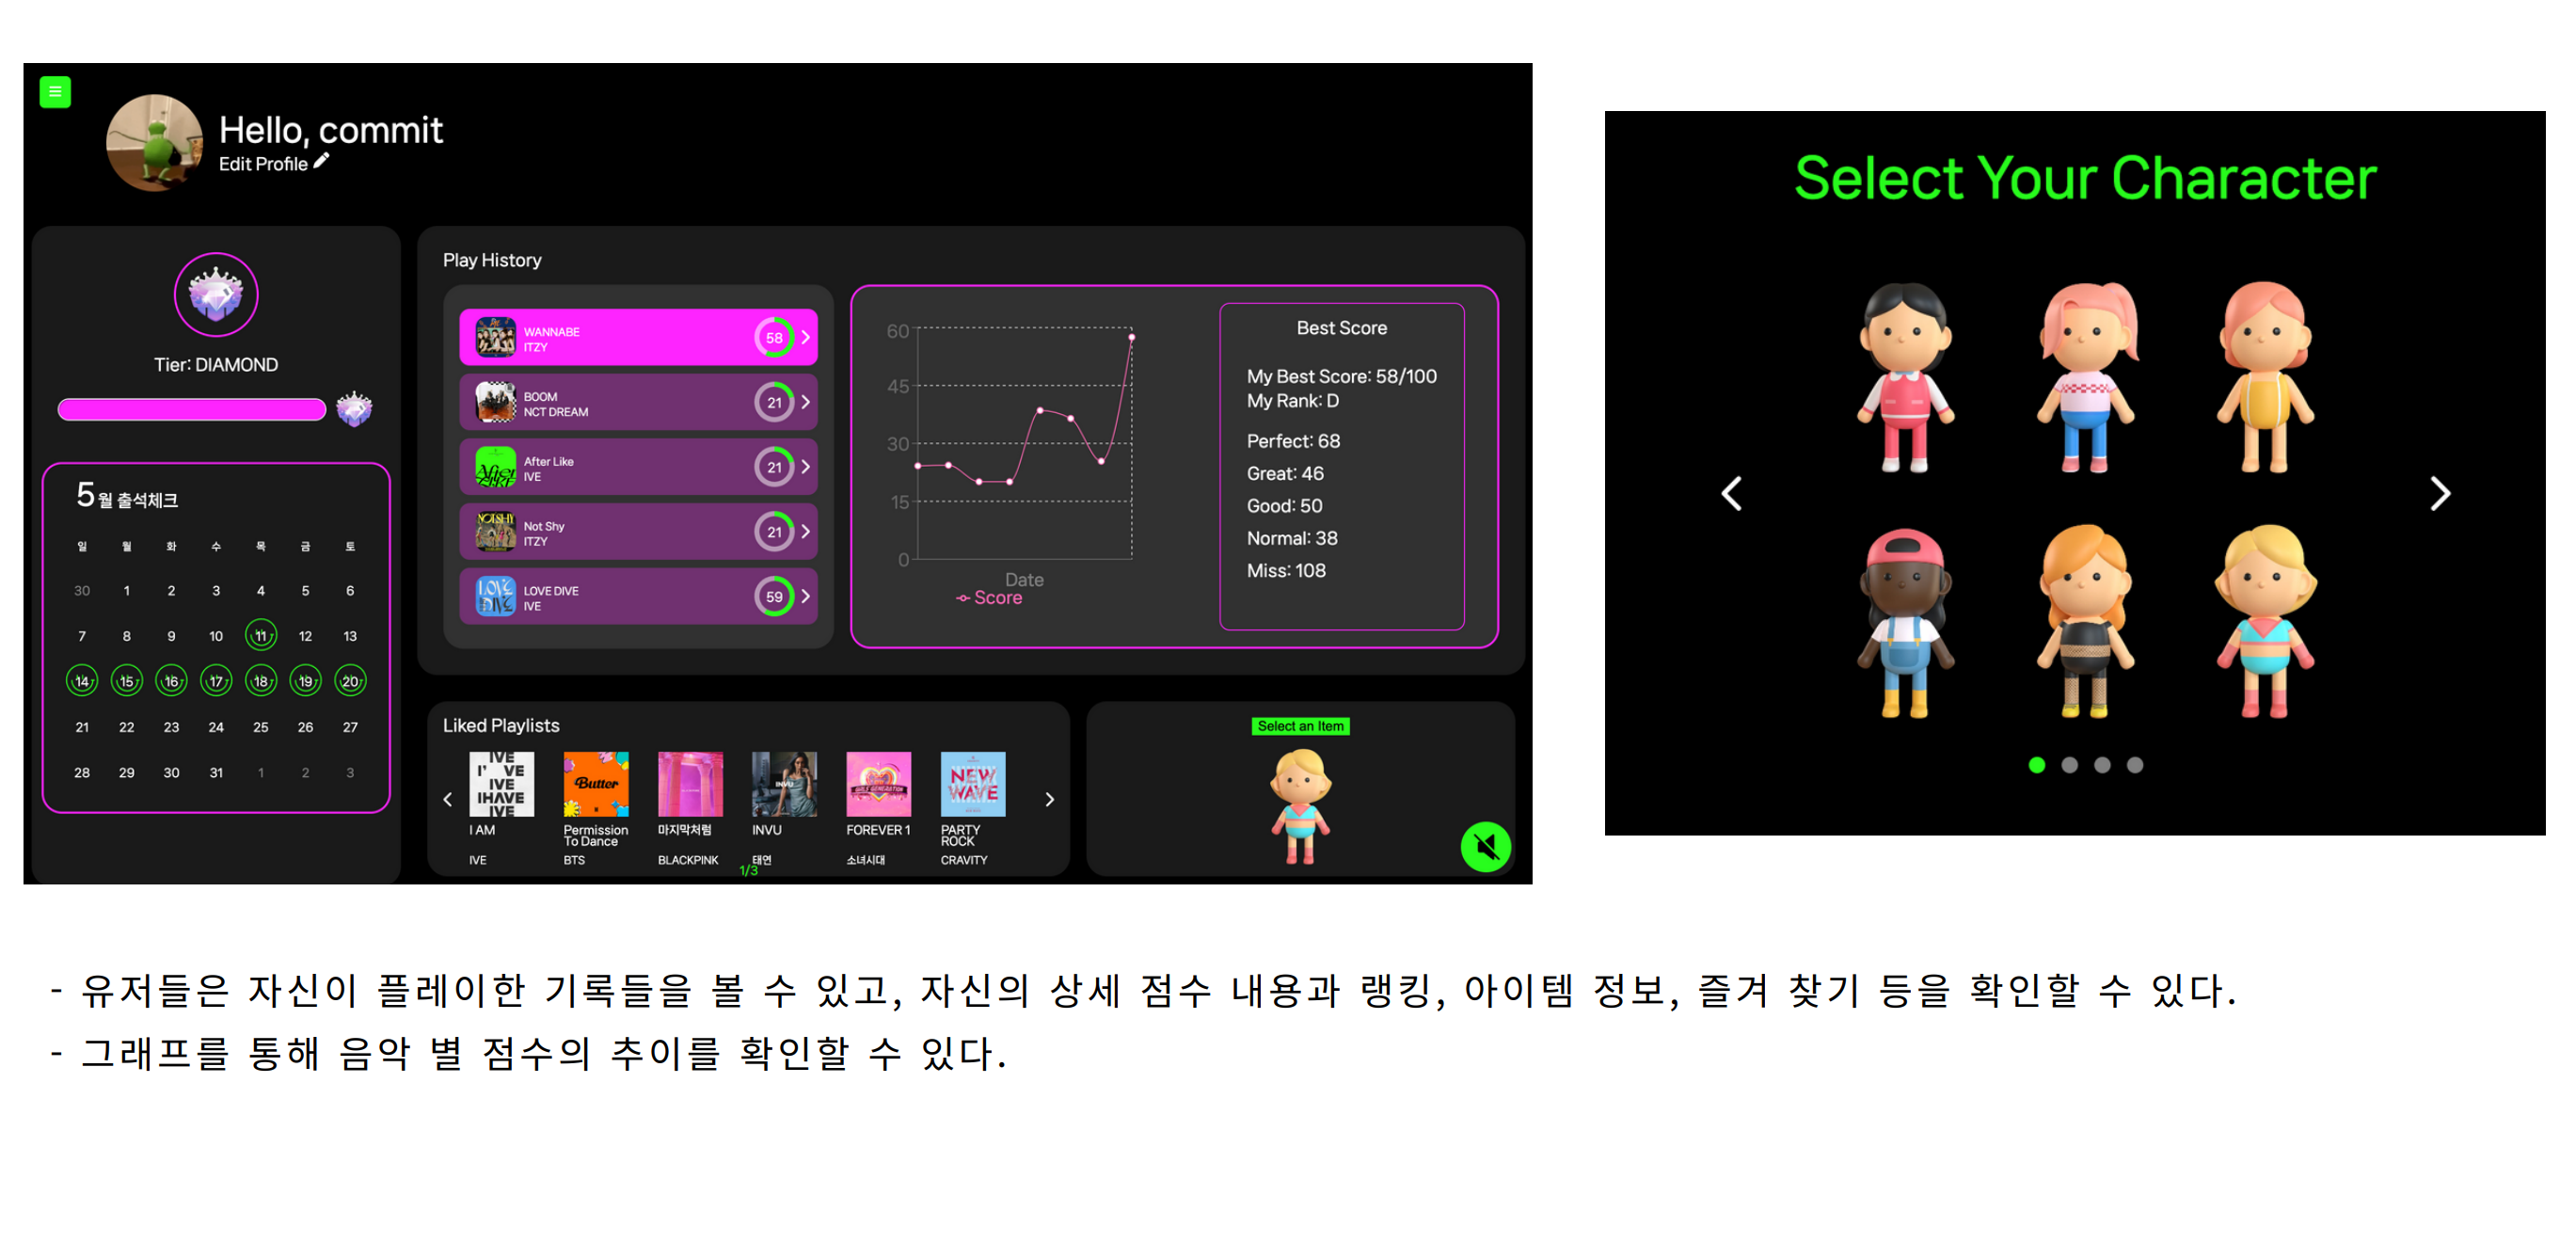 Hello, commit
Edit Profile
Tier: DIAMOND
5월 출석체크
일 월 화 수 목 금 토
30 1 2 3 4 5 6
7 8 9 10 11 12 13
14 15 16 17 18 19 20
21 22 23 24 25 26 27
28 29 30 31 1 2 3
Play History
WANNABE
ITZY
58
BOOM
NCT DREAM
21
After Like
IVE
21
Not Shy
ITZY
21
LOVE DIVE
IVE
59
60
45
30
15
0
Date
Score
Best Score
My Best Score: 58/100
My Rank: D
Perfect: 68
Great: 46
Good: 50
Normal: 38
Miss: 108
Liked Playlists
IVE
I' VE
IVE
IHAVE
IVE
Butter
INVU
NEW
WAVE
I AM
IVE
Permission
To Dance
BTS
마지막처럼
BLACKPINK
INVU
태연
FOREVER 1
소녀시대
PARTY
ROCK
CRAVITY
1/3
Select an Item
Select Your Character
- 유저들은 자신이 플레이한 기록들을 볼 수 있고, 자신의 상세 점수 내용과 랭킹, 아이템 정보, 즐겨 찾기 등을 확인할 수 있다.
- 그래프를 통해 음악 별 점수의 추이를 확인할 수 있다.